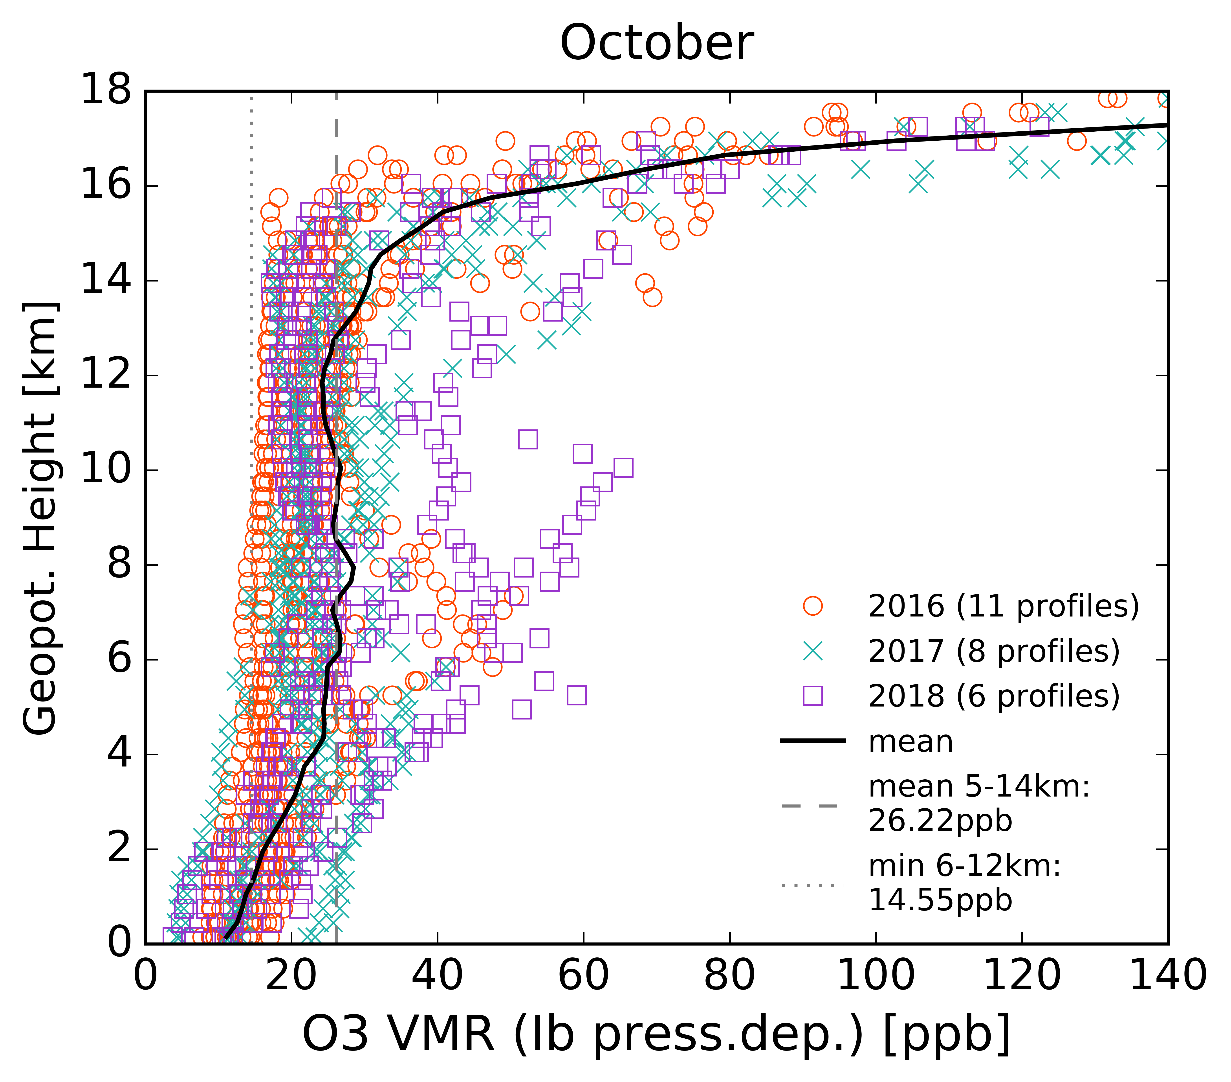 October
18
16
14
12
10
8
6
4
2
0
Geopot. Height [km]
2016 (11 profiles)
2017 (8 profiles)
2018 (6 profiles)
mean
mean 5-14km:
26.22ppb
min 6-12km:
14.55ppb
0 20 40 60 80 100 120 140
O3 VMR (Ib press.dep.) [ppb]